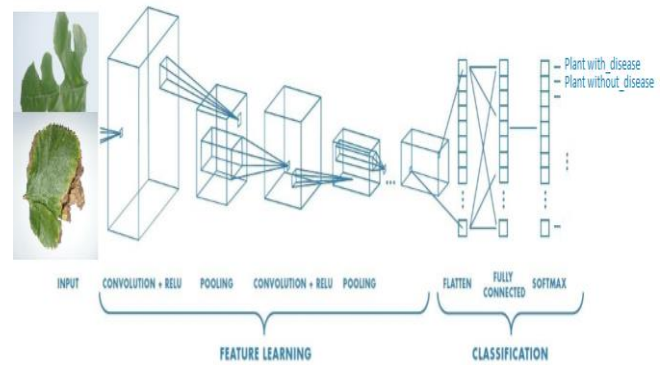 Plant with_disease
Plant without_disease
INPUT CONVOLUTION + RELU POOLING CONVOLUTION + RELU POOLING FLATTEN FULLY CONNECTED SOFTMAX
FEATURE LEARNING CLASSIFICATION